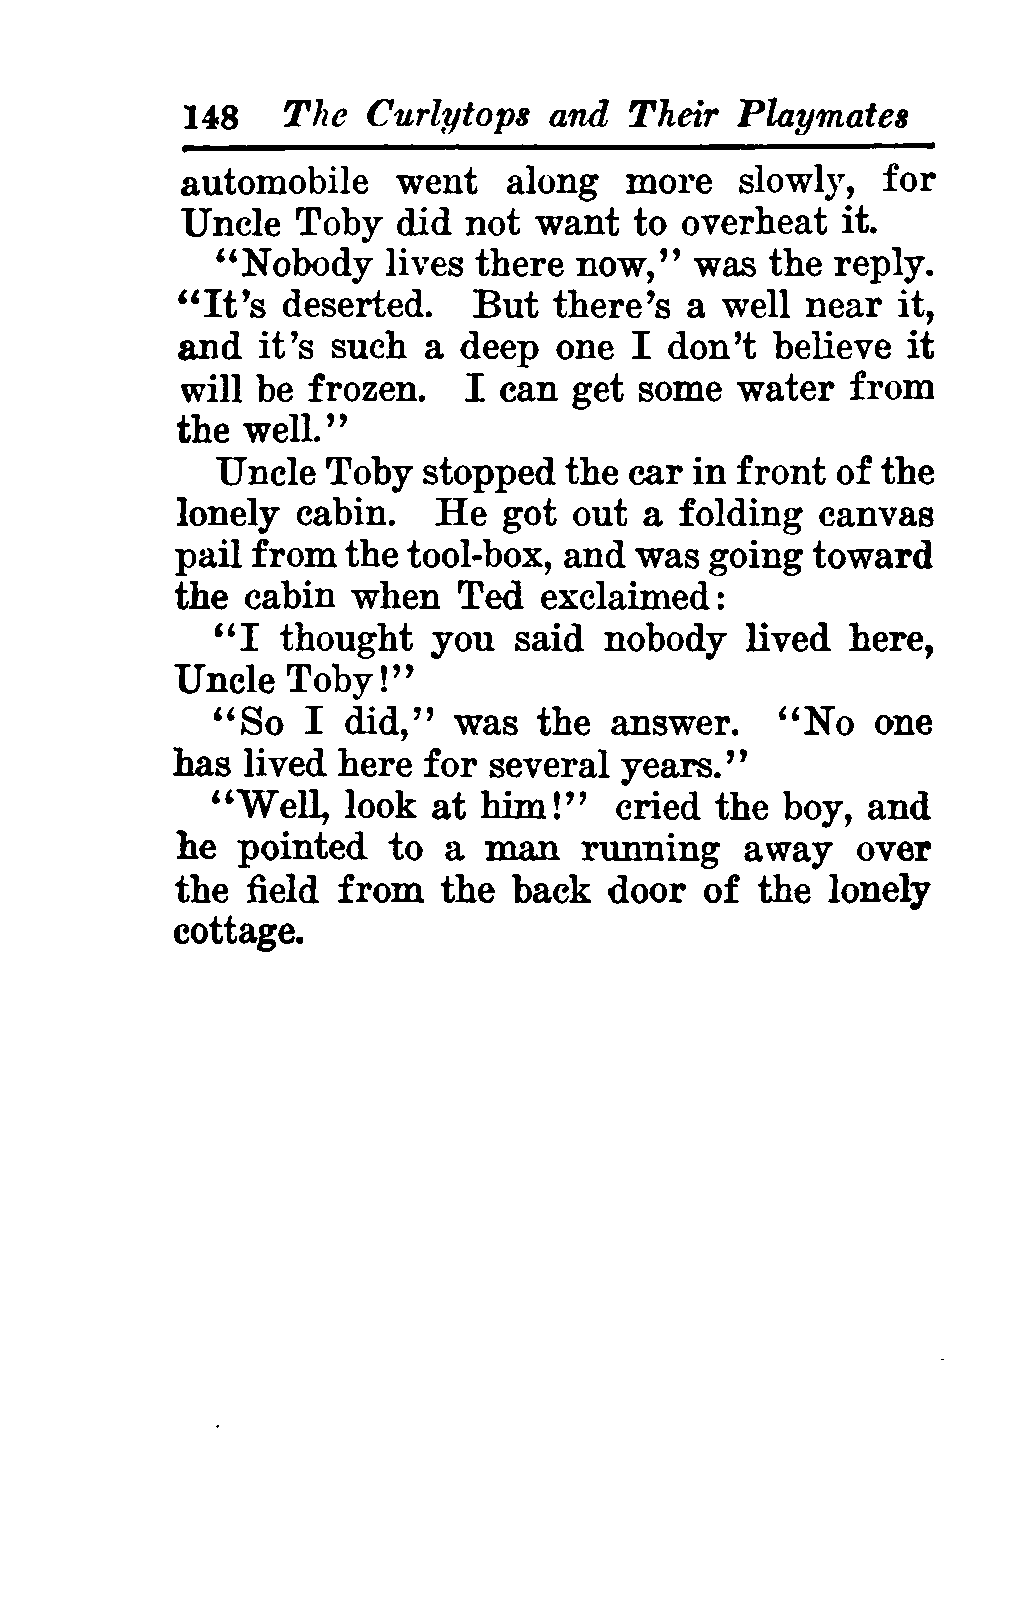 148 The Curlytops and Their Playmates
automobile went along more slowly, for
Uncle Toby did not want to overheat it.
“Nobody lives there now,” was the reply.
“It’s deserted. But there’s a well near it,
and it’s such a deep one I don’t believe it
will be frozen. I can get some water from
the well.”
Uncle Toby stopped the car in front of the
lonely cabin. He got out a folding canvas
pail from the tool-box, and was going toward
the cabin when Ted exclaimed:
“I thought you said nobody lived here,
Uncle Toby!”
“So I did,” was the answer. “No one
has lived here for several years.”
“Well, look at him!” cried the boy, and
he pointed to a man running away over
the field from the back door of the lonely
cottage.